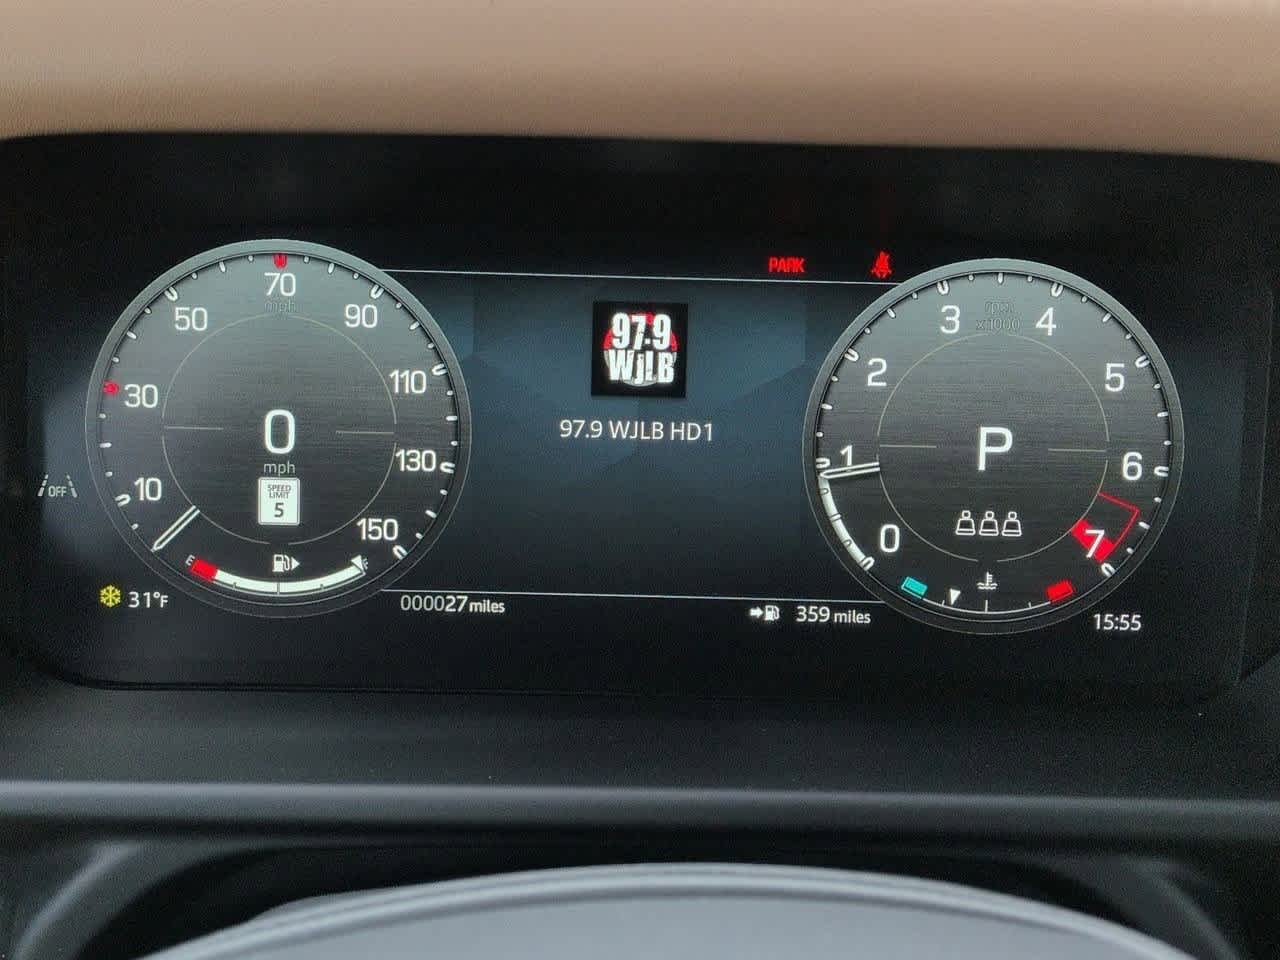 PARK
70
mph
50
90
30
110
0
mph
130
10
SPEED
LIMIT
5
150
E
F
OFF
31°F
000027 miles
97.9
WJLB
97.9 WJLB HD1
359 miles
rpm
x1000
3
4
2
5
1
P
6
0
7
15:55